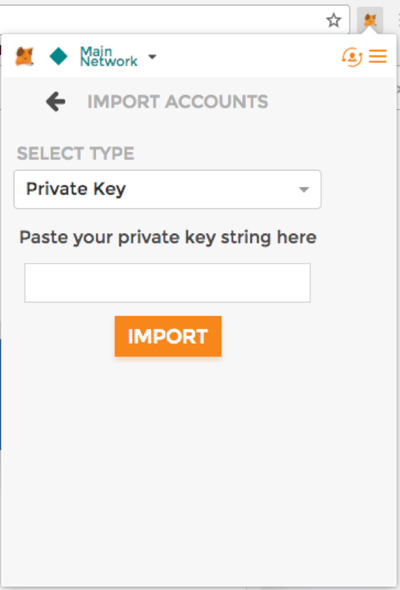 Main
Network
IMPORT ACCOUNTS
SELECT TYPE
Private Key
Paste your private key string here
IMPORT